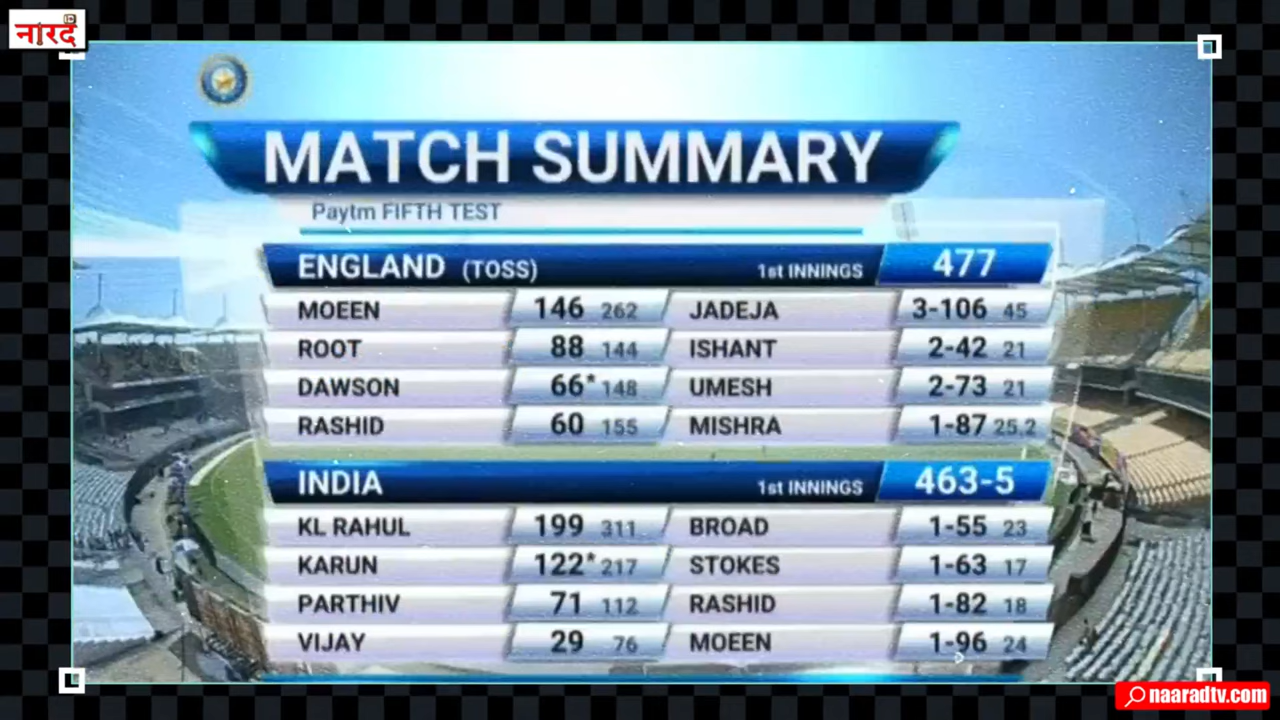 नारद
MATCH SUMMARY
Paytm FIFTH TEST
ENGLAND (TOSS) 1st INNINGS 477
MOEEN 146 262 JADEJA 3-106 45
ROOT 88 144 ISHANT 2-42 21
DAWSON 66* 148 UMESH 2-73 21
RASHID 60 155 MISHRA 1-87 25.2
INDIA 1st INNINGS 463-5
KL RAHUL 199 311 BROAD 1-55 23
KARUN 122* 217 STOKES 1-63 17
PARTHIV 71 112 RASHID 1-82 18
VIJAY 29 76 MOEEN 1-96 24
naaradtv.com